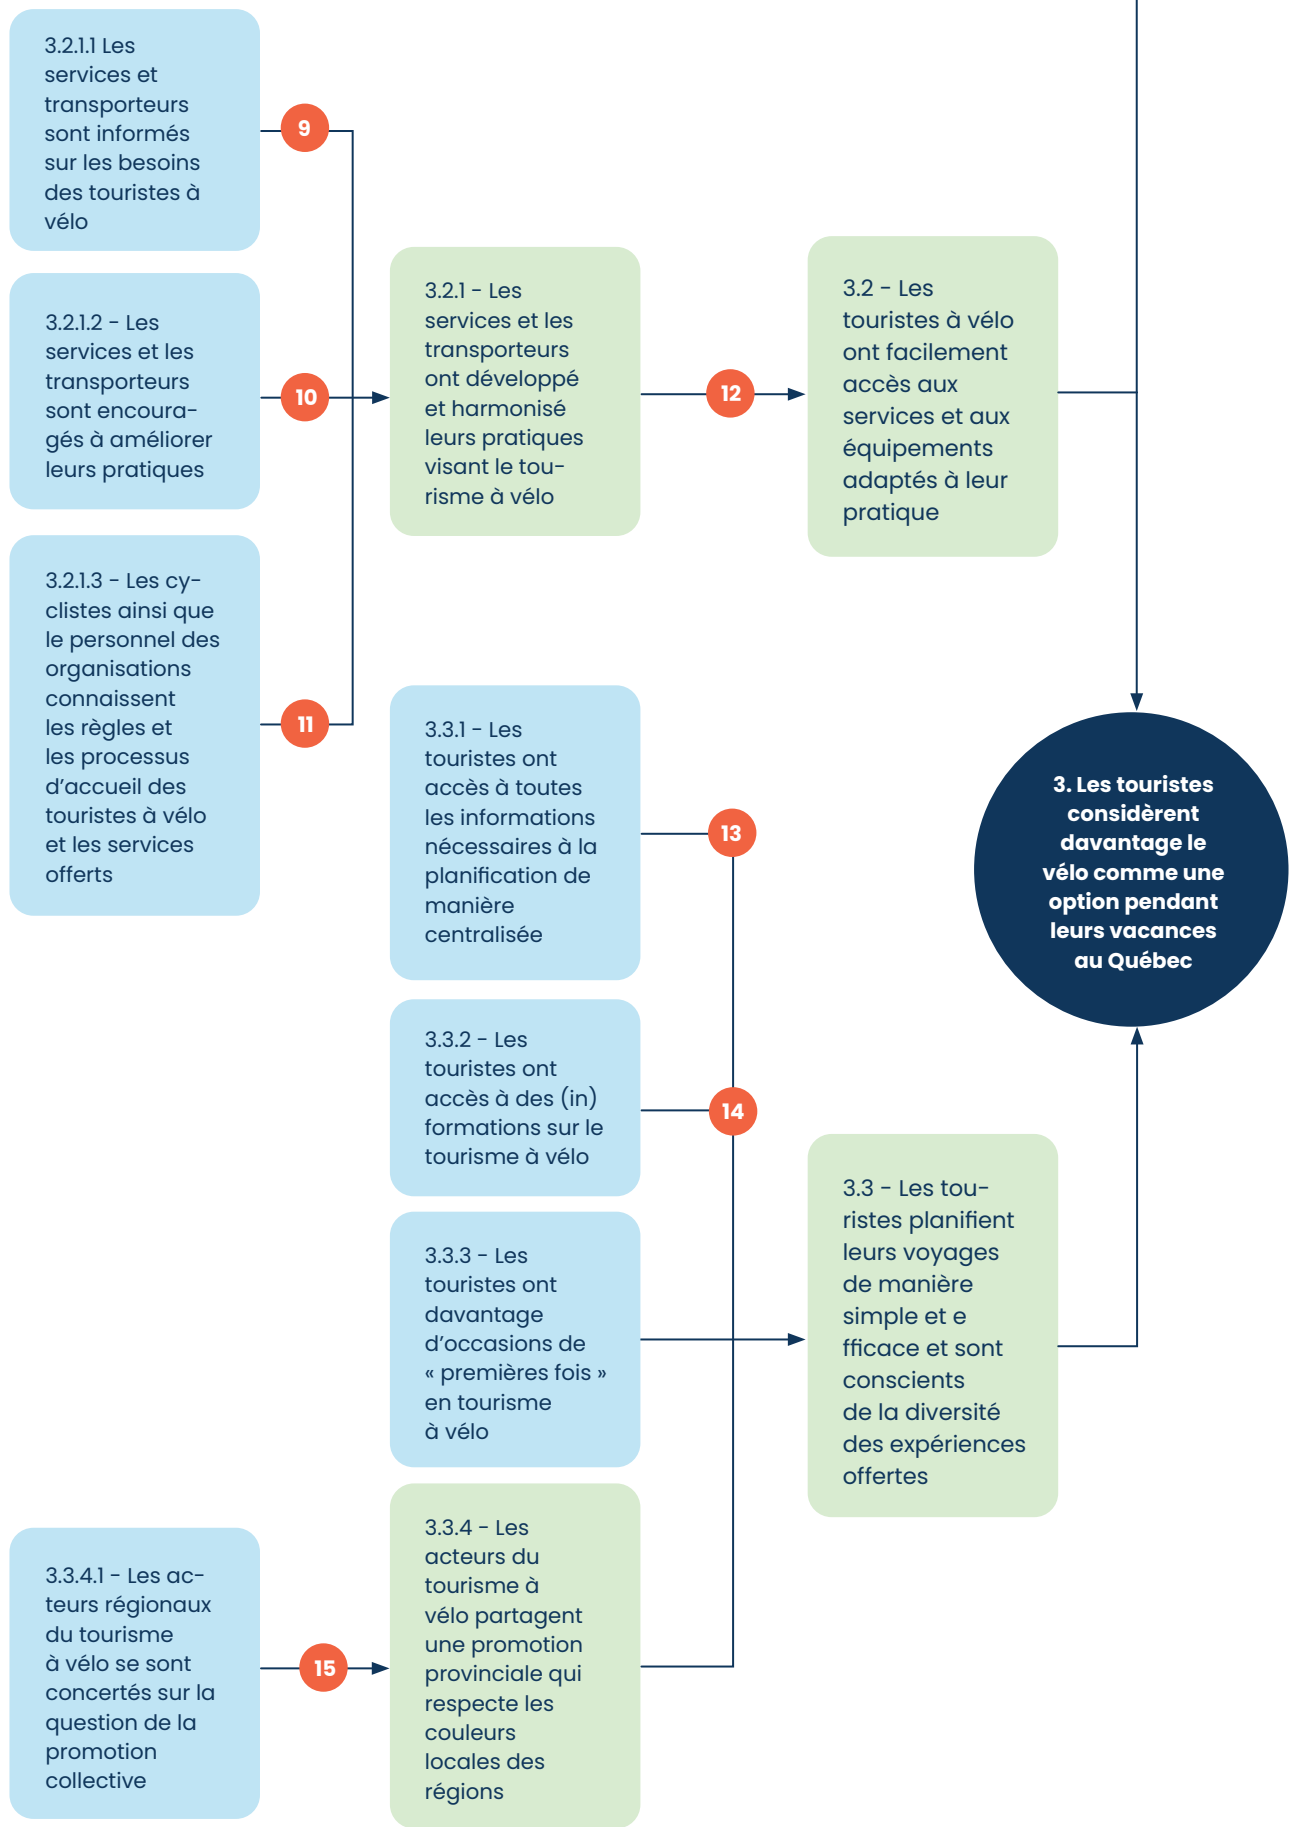 3.2.1.1 Les
services et
transporteurs
sont informés
sur les besoins
des touristes à
vélo
9
3.2.1.2 - Les
services et les
transporteurs
sont encoura-
gés à améliorer
leurs pratiques
10
3.2.1.3 - Les cy-
clistes ainsi que
le personnel des
organisations
connaissent
les règles et
les processus
d’accueil des
touristes à vélo
et les services
offerts
11
3.2.1 - Les
services et les
transporteurs
ont développé
et harmonisé
leurs pratiques
visant le tou-
risme à vélo
12
3.2 - Les
touristes à vélo
ont facilement
accès aux
services et aux
équipements
adaptés à leur
pratique
3.3.1 - Les
touristes ont
accès à toutes
les informations
nécessaires à la
planification de
manière
centralisée
13
3. Les touristes
considèrent
davantage le
vélo comme une
option pendant
leurs vacances
au Québec
3.3.2 - Les
touristes ont
accès à des (in)
formations sur le
tourisme à vélo
14
3.3.3 - Les
touristes ont
davantage
d’occasions de
« premières fois »
en tourisme
à vélo
3.3 - Les tou-
ristes planifient
leurs voyages
de manière
simple et e
fficace et sont
conscients
de la diversité
des expériences
offertes
3.3.4.1 - Les ac-
teurs régionaux
du tourisme
à vélo se sont
concertés sur la
question de la
promotion
collective
15
3.3.4 - Les
acteurs du
tourisme à
vélo partagent
une promotion
provinciale qui
respecte les
couleurs
locales des
régions